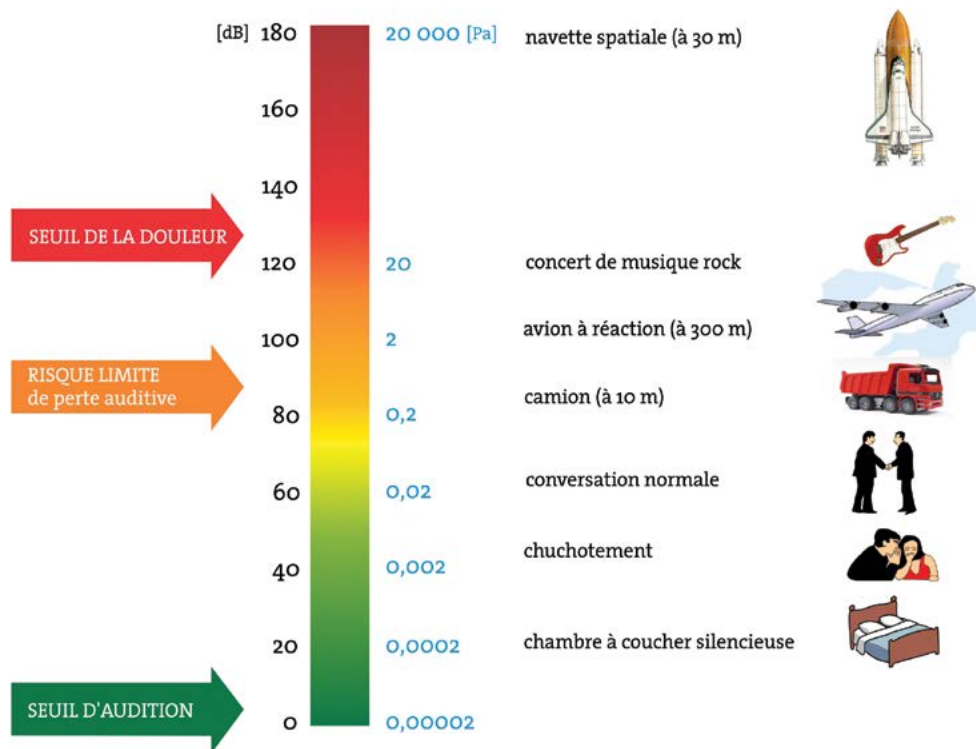 [dB] 180 20 000 [Pa] navette spatiale (à 30 m)
160
140
SEUIL DE LA DOULEUR
120 20 concert de musique rock
100 2 avion à réaction (à 300 m)
RISQUE LIMITE
de perte auditive
80 0,2 camion (à 10 m)
60 0,02 conversation normale
40 0,002 chuchotement
20 0,0002 chambre à coucher silencieuse
SEUIL D'AUDITION
0 0,00002